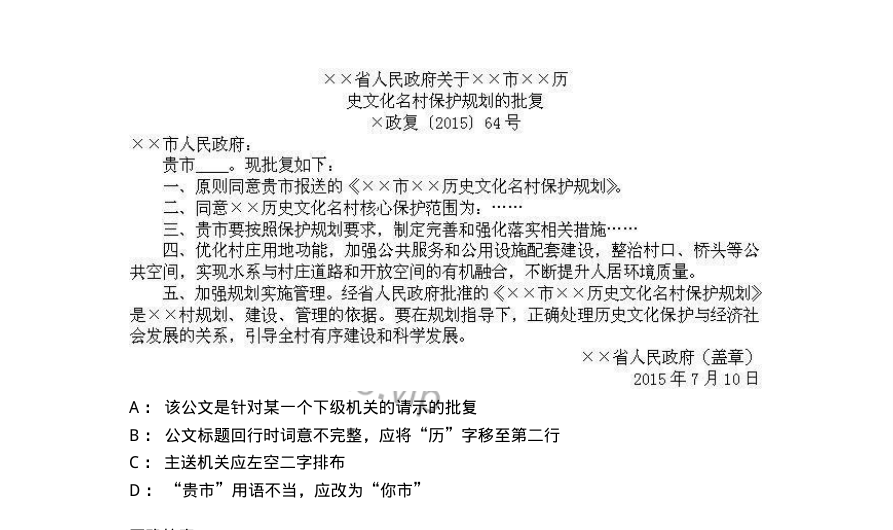 ××省人民政府关于××市××历
史文化名村保护规划的批复
×政复〔2015〕64号
××市人民政府：
贵市____。现批复如下：
一、原则同意贵市报送的《××市××历史文化名村保护规划》。
二、同意××历史文化名村核心保护范围为：……
三、贵市要按照保护规划要求，制定完善和强化落实相关措施……
四、优化村庄用地功能，加强公共服务和公用设施配套建设，整治村口、桥头等公
共空间，实现水系与村庄道路和开放空间的有机融合，不断提升人居环境质量。
五、加强规划实施管理。经省人民政府批准的《××市××历史文化名村保护规划》
是××村规划、建设、管理的依据。要在规划指导下，正确处理历史文化保护与经济社
会发展的关系，引导全村有序建设和科学发展。
××省人民政府（盖章）
2015年7月10日
A： 该公文是针对某一个下级机关的请示的批复
B： 公文标题回行时词意不完整，应将“历”字移至第二行
C： 主送机关应左空二字排布
D： “贵市”用语不当，应改为“你市”